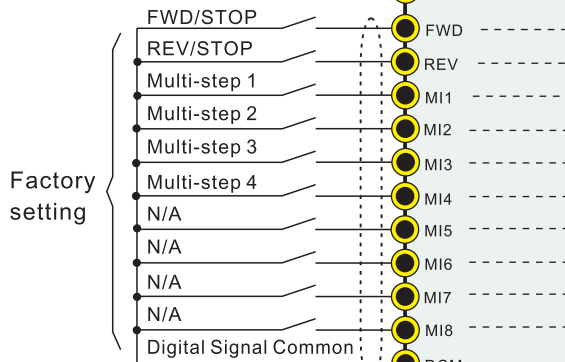 FWD/STOP
FWD
REV/STOP
REV
Multi-step 1
MI1
Multi-step 2
MI2
Multi-step 3
MI3
Factory
setting
Multi-step 4
MI4
N/A
MI5
N/A
MI6
N/A
MI7
N/A
MI8
Digital Signal Common